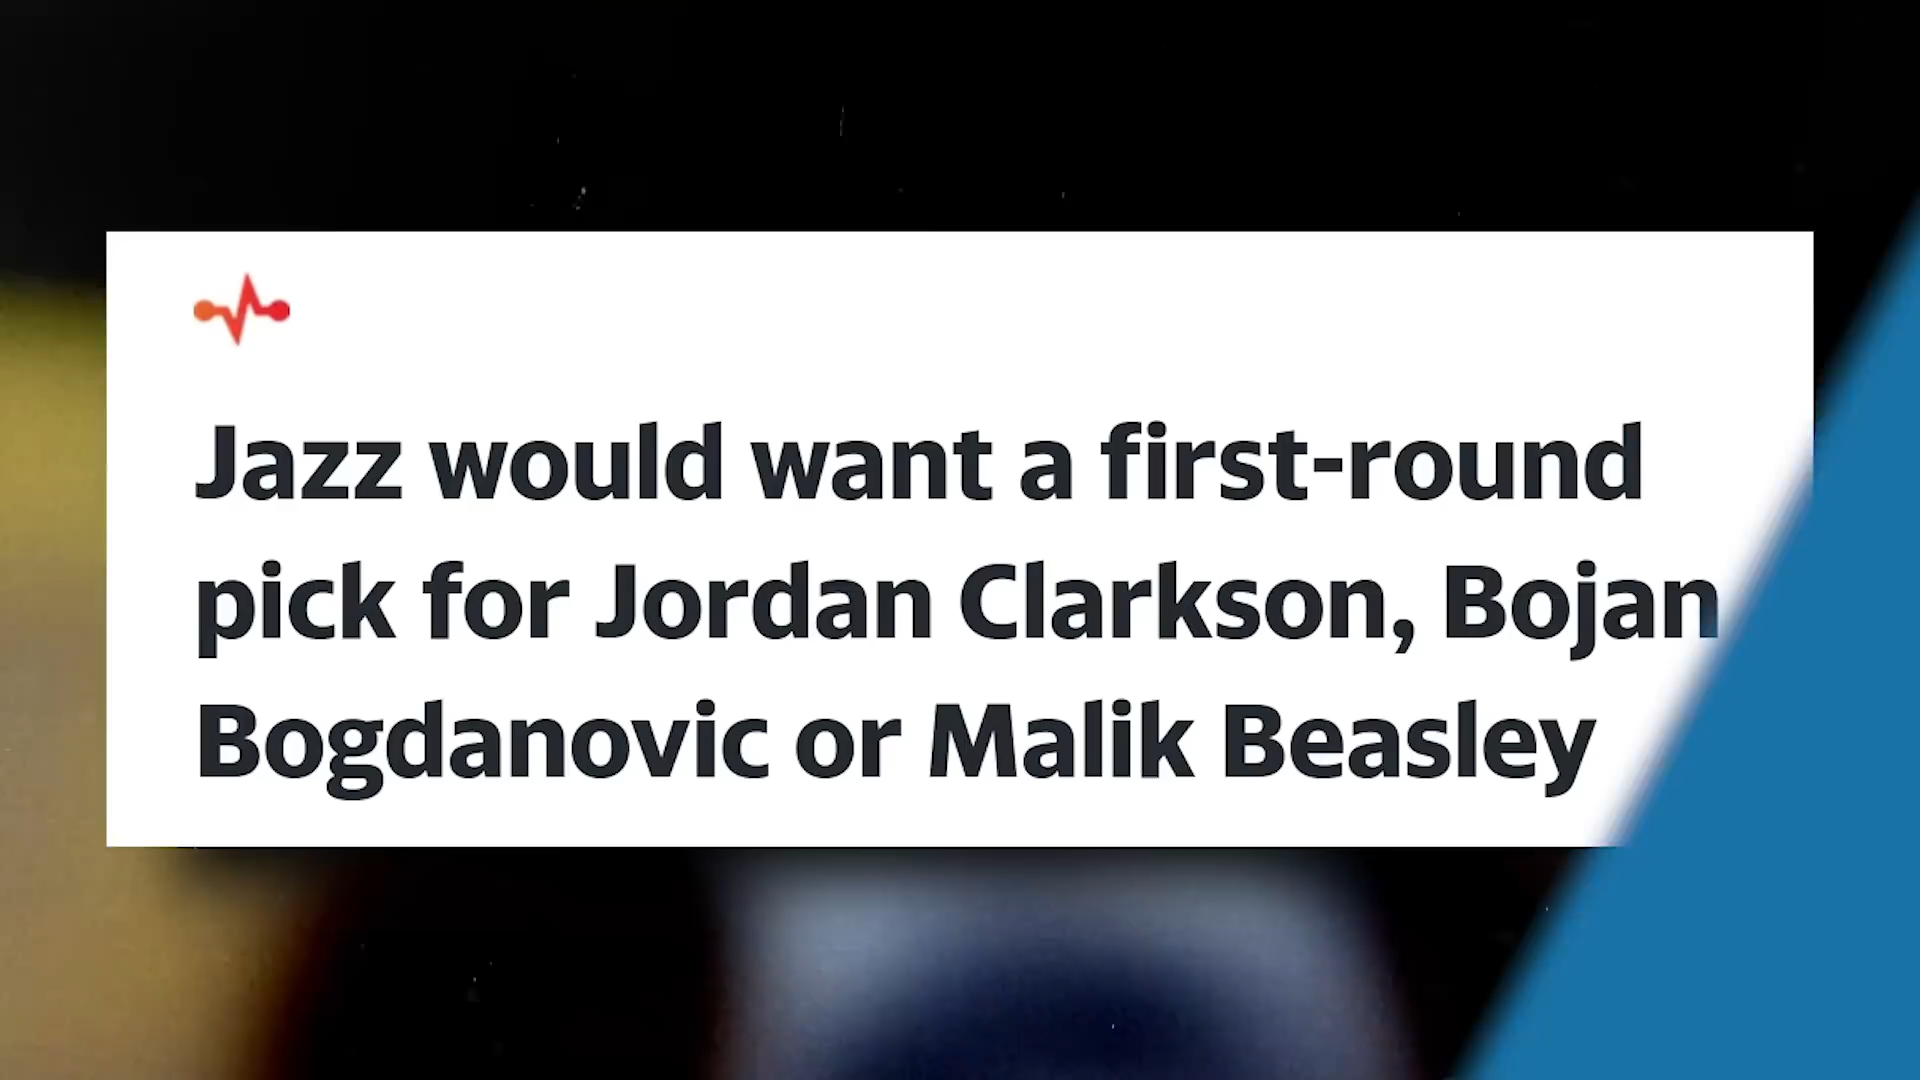 Jazz would want a first-round
pick for Jordan Clarkson, Bojan
Bogdanovic or Malik Beasley